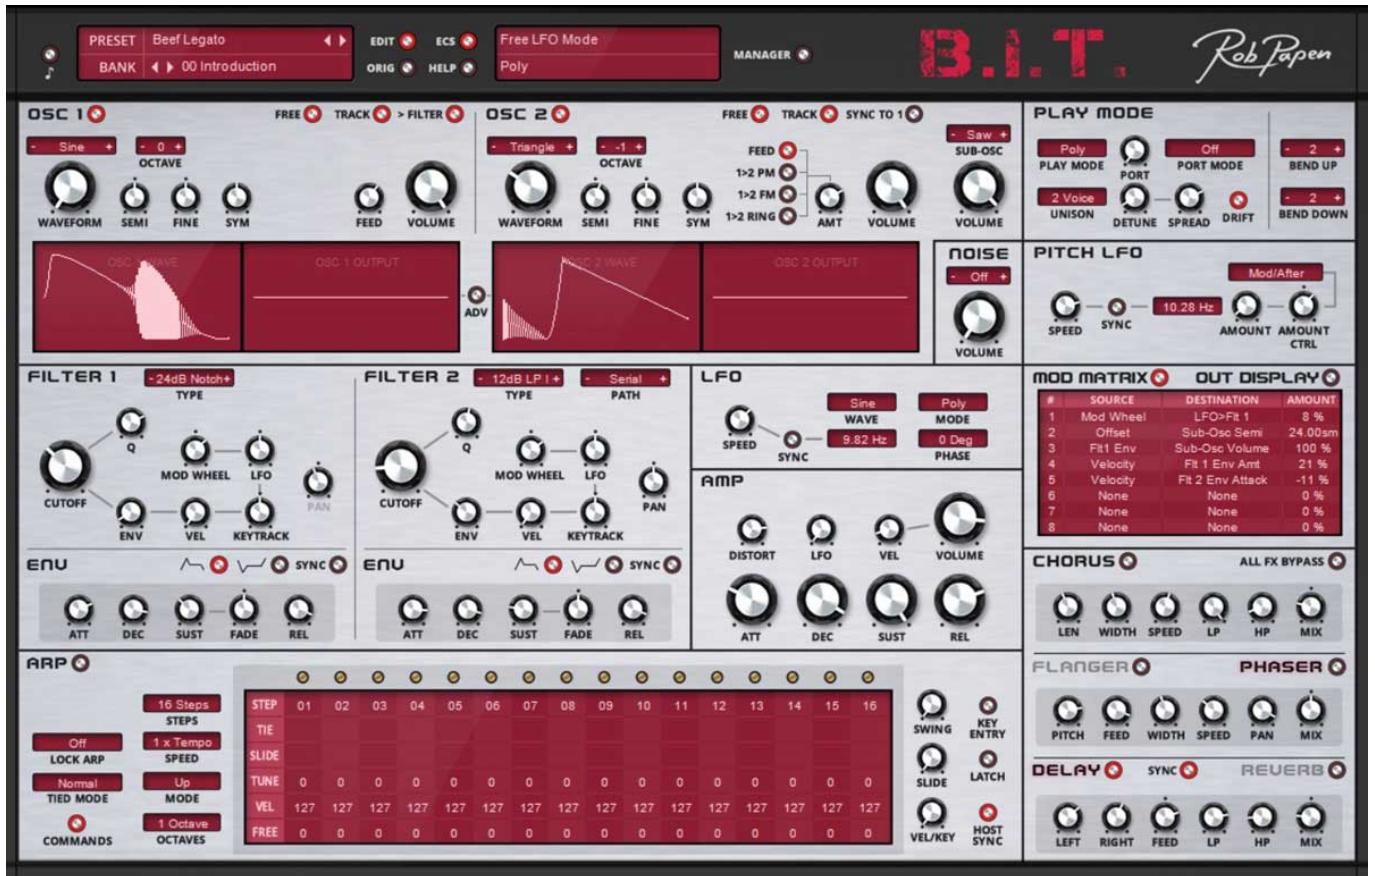 PRESET Beef Legato
BANK 00 Introduction
EDIT ECS
ORIG HELP
Free LFO Mode
Poly
MANAGER
B.I.T.
Rob Papen
OSC 1 FREE TRACK > FILTER
- Sine + - 0 +
OCTAVE
WAVEFORM SEMI FINE SYM FEED VOLUME
OSC 2 FREE TRACK SYNC TO 1
- Triangle + - -1 +
OCTAVE
FEED
1>2 PM
1>2 FM
1>2 RING
- Saw +
SUB-OSC
WAVEFORM SEMI FINE SYM AMT VOLUME VOLUME
OSC 1 WAVE OSC 1 OUTPUT
ADV
OSC 2 WAVE OSC 2 OUTPUT
NOISE
- Off +
VOLUME
PLAY MODE
Poly Off - 2 +
PLAY MODE PORT PORT MODE BEND UP
2 Voice - 2 +
UNISON DETUNE SPREAD DRIFT BEND DOWN
PITCH LFO
Mod/After
10.28 Hz
SPEED SYNC AMOUNT AMOUNT CTRL
FILTER 1 - 24dB Notch+
TYPE
Q
MOD WHEEL LFO
CUTOFF PAN
ENV VEL KEYTRACK
ENV SYNC
ATT DEC SUST FADE REL
FILTER 2 - 12dB LP I + - Serial +
TYPE PATH
Q
MOD WHEEL LFO
CUTOFF PAN
ENV VEL KEYTRACK
ENV SYNC
ATT DEC SUST FADE REL
LFO
Sine Poly
WAVE MODE
SPEED SYNC 9.82 Hz 0 Deg
PHASE
AMP
DISTORT LFO VEL VOLUME
ATT DEC SUST REL
MOD MATRIX OUT DISPLAY
# SOURCE DESTINATION AMOUNT
1 Mod Wheel LFO>Flt 1 8 %
2 Offset Sub-Osc Semi 24.00sm
3 Flt1 Env Sub-Osc Volume 100 %
4 Velocity Flt 1 Env Amt 21 %
5 Velocity Flt 2 Env Attack -11 %
6 None None 0 %
7 None None 0 %
8 None None 0 %
CHORUS ALL FX BYPASS
LEN WIDTH SPEED LP HP MIX
FLANGER PHASER
PITCH FEED WIDTH SPEED PAN MIX
DELAY SYNC REVERB
LEFT RIGHT FEED LP HP MIX
ARP
16 Steps
STEPS
Off 1 x Tempo
LOCK ARP SPEED
Normal Up
TIED MODE MODE
1 Octave
COMMANDS OCTAVES
STEP 01 02 03 04 05 06 07 08 09 10 11 12 13 14 15 16
TIE
SLIDE
TUNE 0 0 0 0 0 0 0 0 0 0 0 0 0 0 0 0
VEL 127 127 127 127 127 127 127 127 127 127 127 127 127 127 127 127
FREE 0 0 0 0 0 0 0 0 0 0 0 0 0 0 0 0
SWING KEY ENTRY
SLIDE LATCH
VEL/KEY HOST SYNC